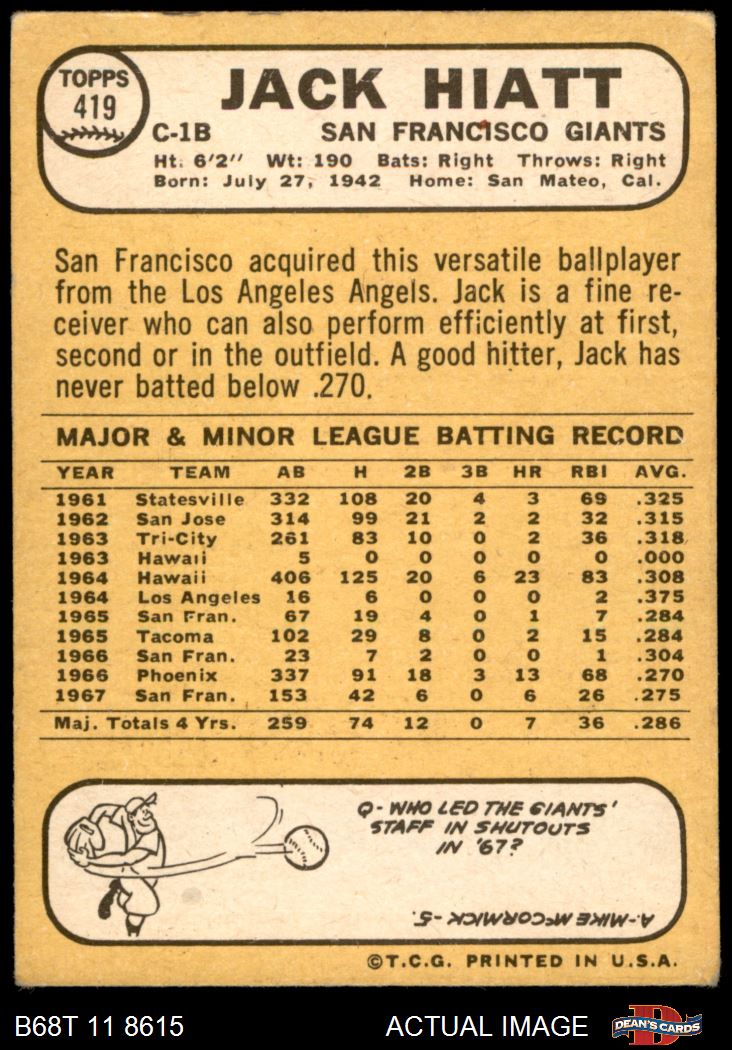 TOPPS
419
JACK HIATT
C-1B SAN FRANCISCO GIANTS
Ht. 6'2'' Wt: 190 Bats: Right Throws: Right
Born: July 27, 1942 Home: San Mateo, Cal.
San Francisco acquired this versatile ballplayer
from the Los Angeles Angels. Jack is a fine re-
ceiver who can also perform efficiently at first,
second or in the outfield. A good hitter, Jack has
never batted below .270.
MAJOR & MINOR LEAGUE BATTING RECORD
YEAR TEAM AB H 2B 3B HR RBI AVG.
1961 Statesville 332 108 20 4 3 69 .325
1962 San Jose 314 99 21 2 2 32 .315
1963 Tri-City 261 83 10 0 2 36 .318
1963 Hawaii 5 0 0 0 0 0 .000
1964 Hawaii 406 125 20 6 23 83 .308
1964 Los Angeles 16 6 0 0 0 2 .375
1965 San Fran. 67 19 4 0 1 7 .284
1965 Tacoma 102 29 8 0 2 15 .284
1966 San Fran. 23 7 2 0 0 1 .304
1966 Phoenix 337 91 18 3 13 68 .270
1967 San Fran. 153 42 6 0 6 26 .275
Maj. Totals 4 Yrs. 259 74 12 0 7 36 .286
Q- WHO LED THE GIANTS'
STAFF IN SHUTOUTS
IN '67?
A- MIKE McCORMICK - 5.
©T.C.G. PRINTED IN U.S.A.
B68T 11 8615 ACTUAL IMAGE
D
DEAN'S CARDS